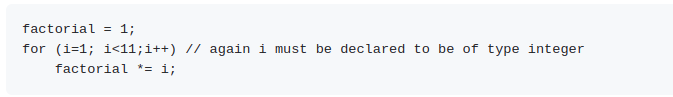 factorial = 1;
for (i=1; i<11;i++) // again i must be declared to be of type integer
    factorial *= i;